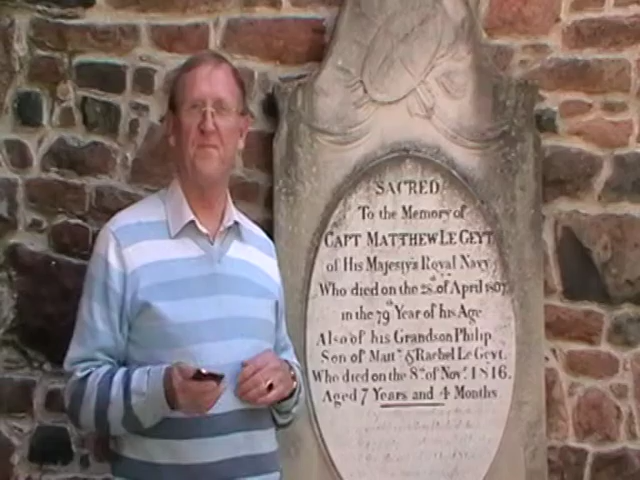 SACRED
To the Memory of
CAPT MATTHEW LE GEYT
of His Majesty's Royal Navy
Who died on the 28. of April 1807
in the 79 Year of his Age
Also of his Grandson Philip
Son of Matt.w & Rachel Le Geyt.
Who died on the 8.th of Nov.r 1816.
Aged 7 Years and 4 Months